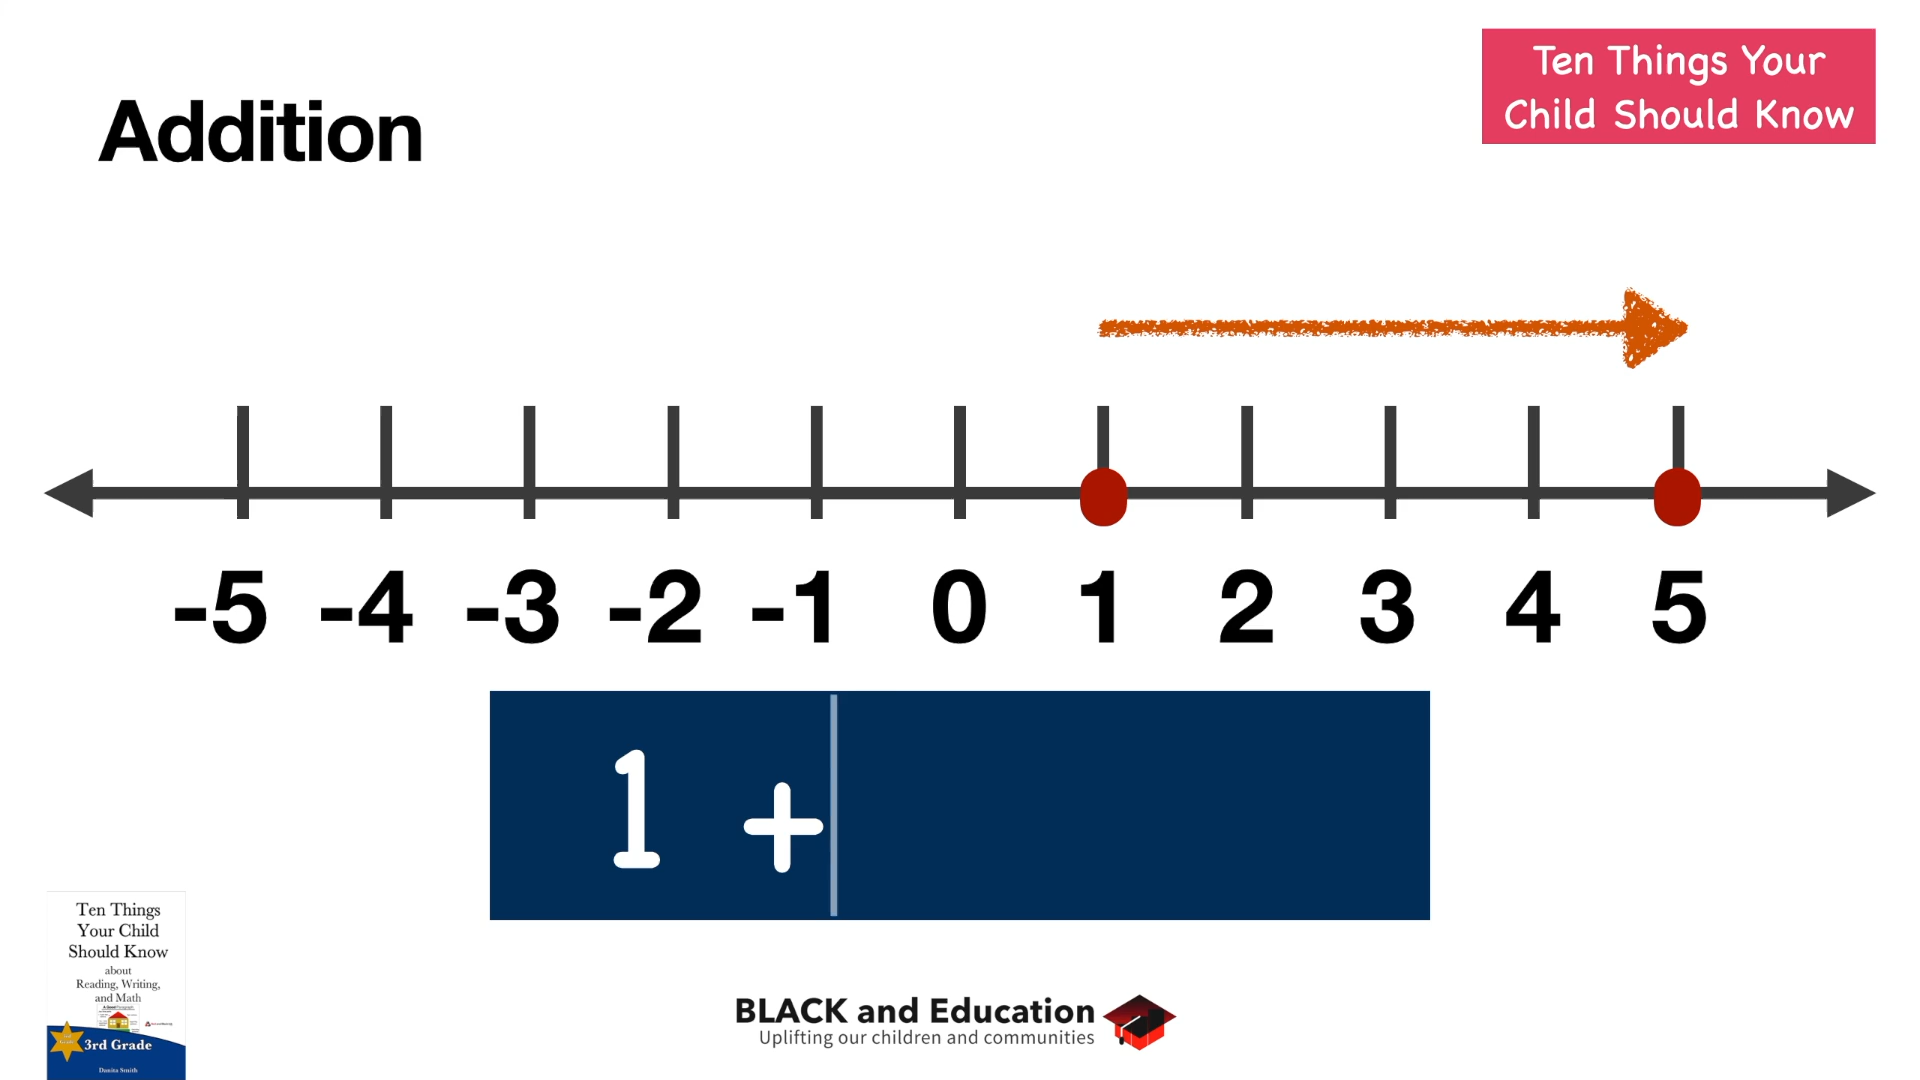 Ten Things Your
Child Should Know
Addition
-5 -4 -3 -2 -1 0 1 2 3 4 5
1 +
Ten Things
Your Child
Should Know
about
Reading, Writing,
and Math
3rd Grade
Danita Smith
BLACK and Education
Uplifting our children and communities